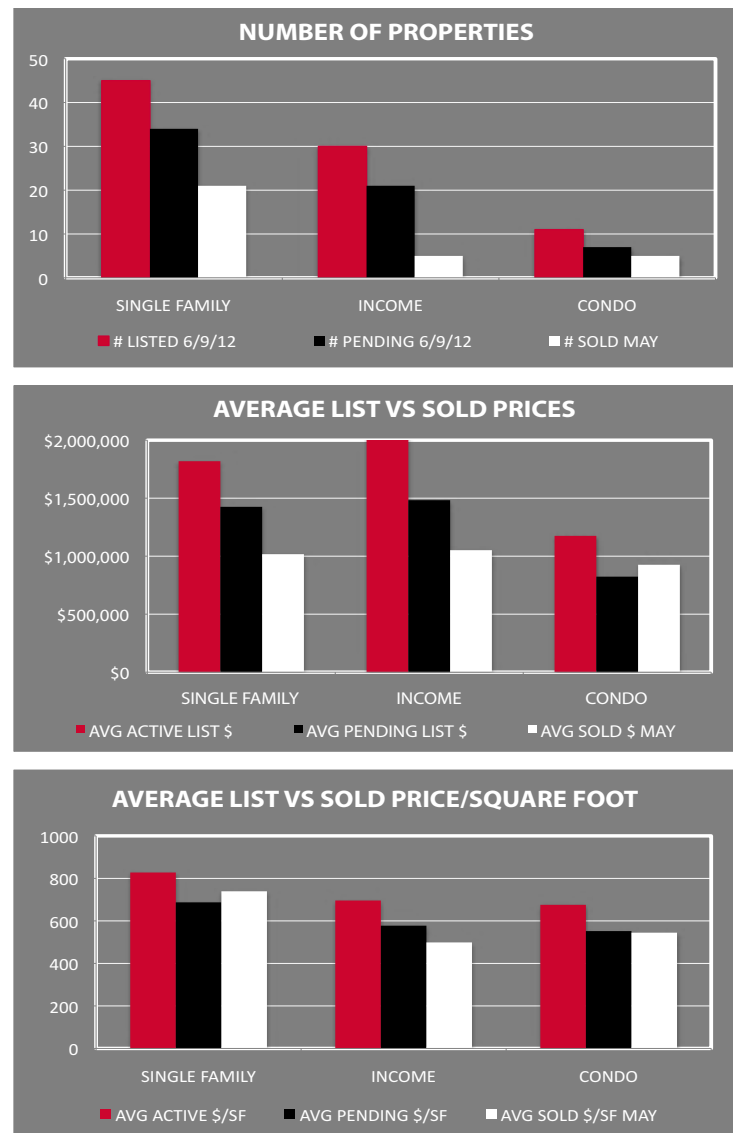 NUMBER OF PROPERTIES
50
40
30
20
10
0
SINGLE FAMILY INCOME CONDO
# LISTED 6/9/12 # PENDING 6/9/12 # SOLD MAY
AVERAGE LIST VS SOLD PRICES
$2,000,000
$1,500,000
$1,000,000
$500,000
$0
SINGLE FAMILY INCOME CONDO
AVG ACTIVE LIST $ AVG PENDING LIST $ AVG SOLD $ MAY
AVERAGE LIST VS SOLD PRICE/SQUARE FOOT
1000
800
600
400
200
0
SINGLE FAMILY INCOME CONDO
AVG ACTIVE $/SF AVG PENDING $/SF AVG SOLD $/SF MAY